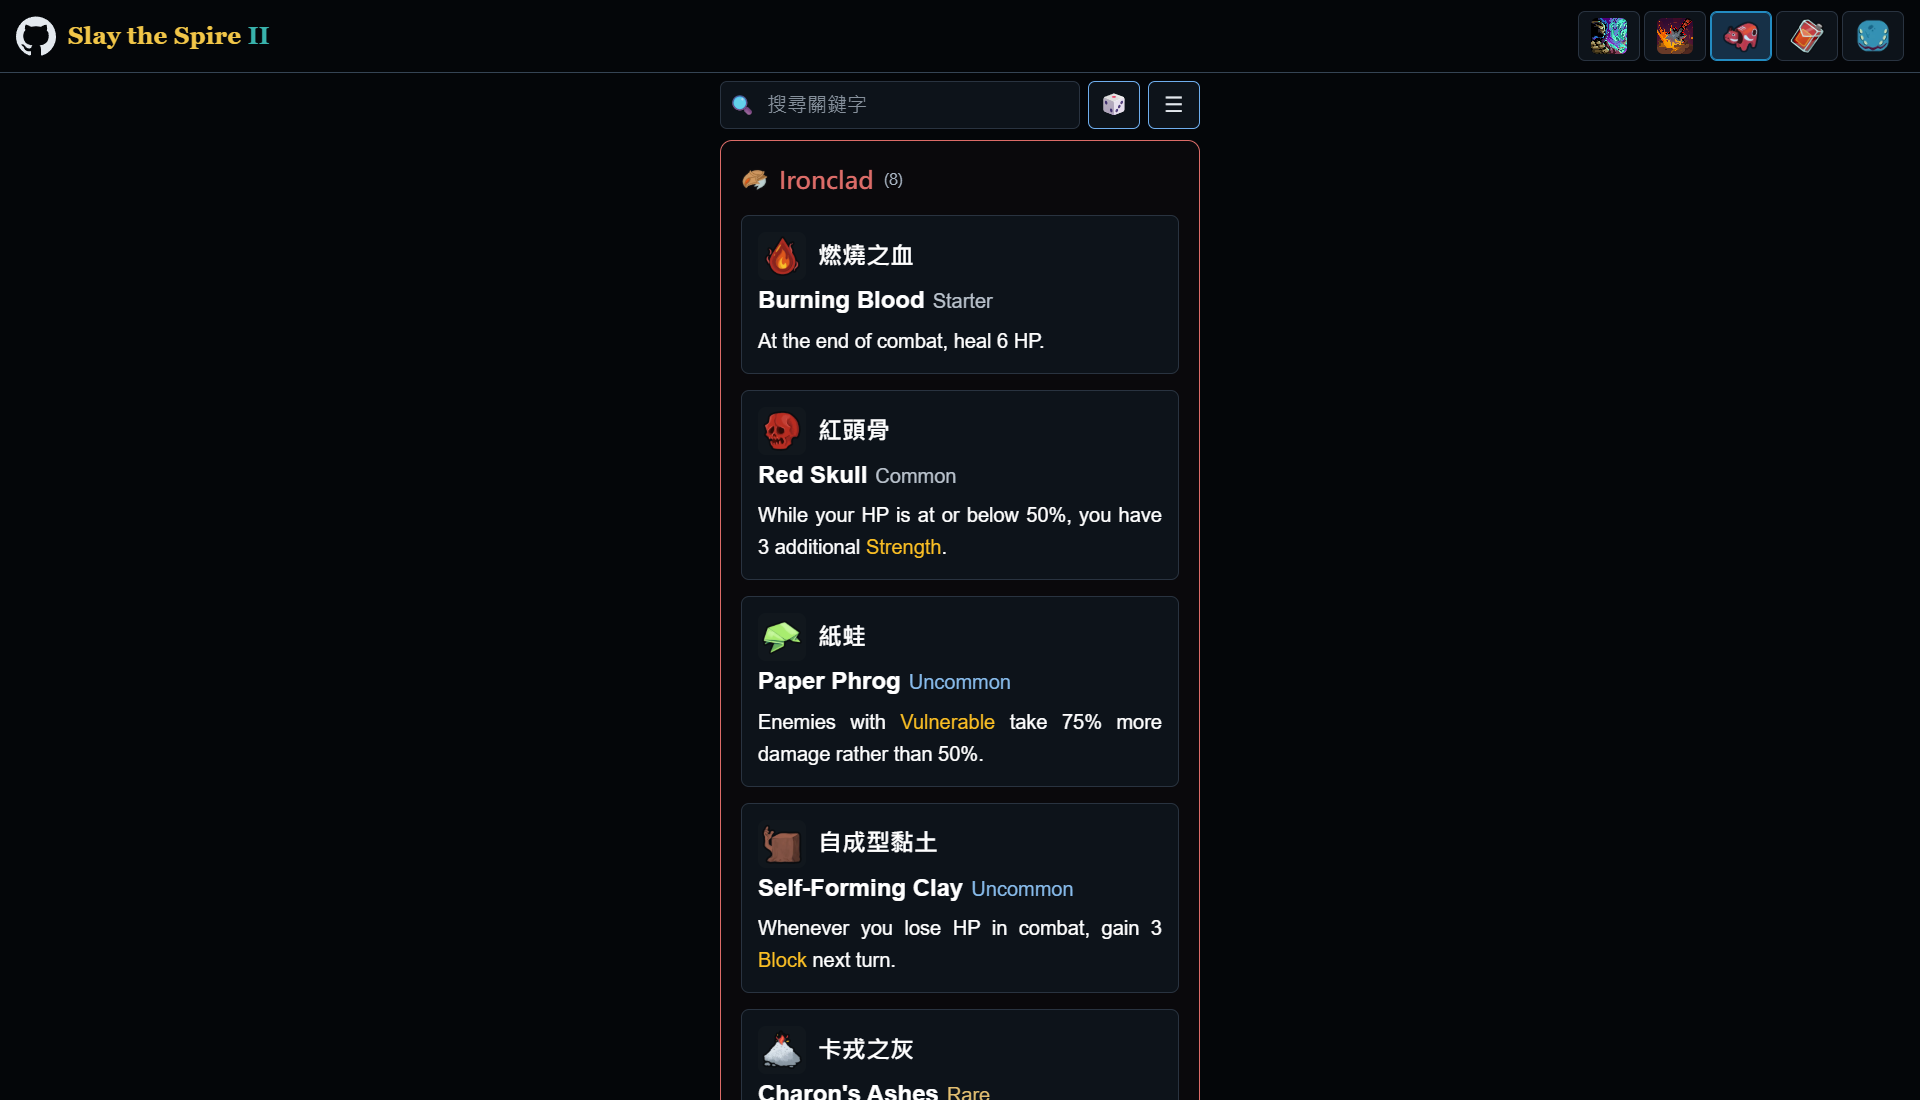 Slay the Spire II
搜尋關鍵字
Ironclad (8)
燃燒之血
Burning Blood Starter
At the end of combat, heal 6 HP.
紅頭骨
Red Skull Common
While your HP is at or below 50%, you have
3 additional Strength.
紙蛙
Paper Phrog Uncommon
Enemies with Vulnerable take 75% more
damage rather than 50%.
自成型黏土
Self-Forming Clay Uncommon
Whenever you lose HP in combat, gain 3
Block next turn.
卡戎之灰
Charon's Ashes Rare